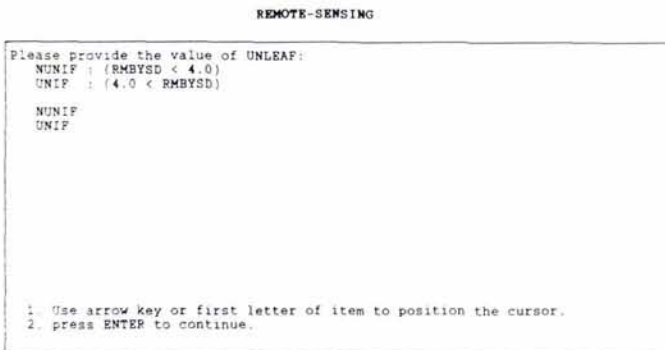 REMOTE-SENSING
Please provide the value of UNLEAF:
NUNIF : (RMBYSD < 4.0)
UNIF : (4.0 < RMBYSD)
NUNIF
UNIF
1. Use arrow key or first letter of item to position the cursor.
2. press ENTER to continue.